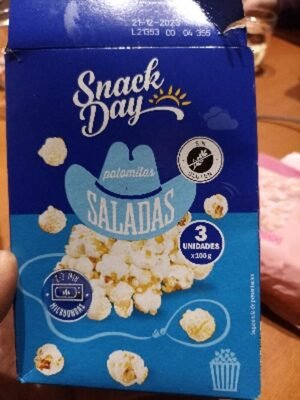 21-12-2023
L21353 00 04 355
Snack
Day
SIN
GLUTEN
palomitas
SALADAS
3
UNIDADES
x100g
MICROONDAS